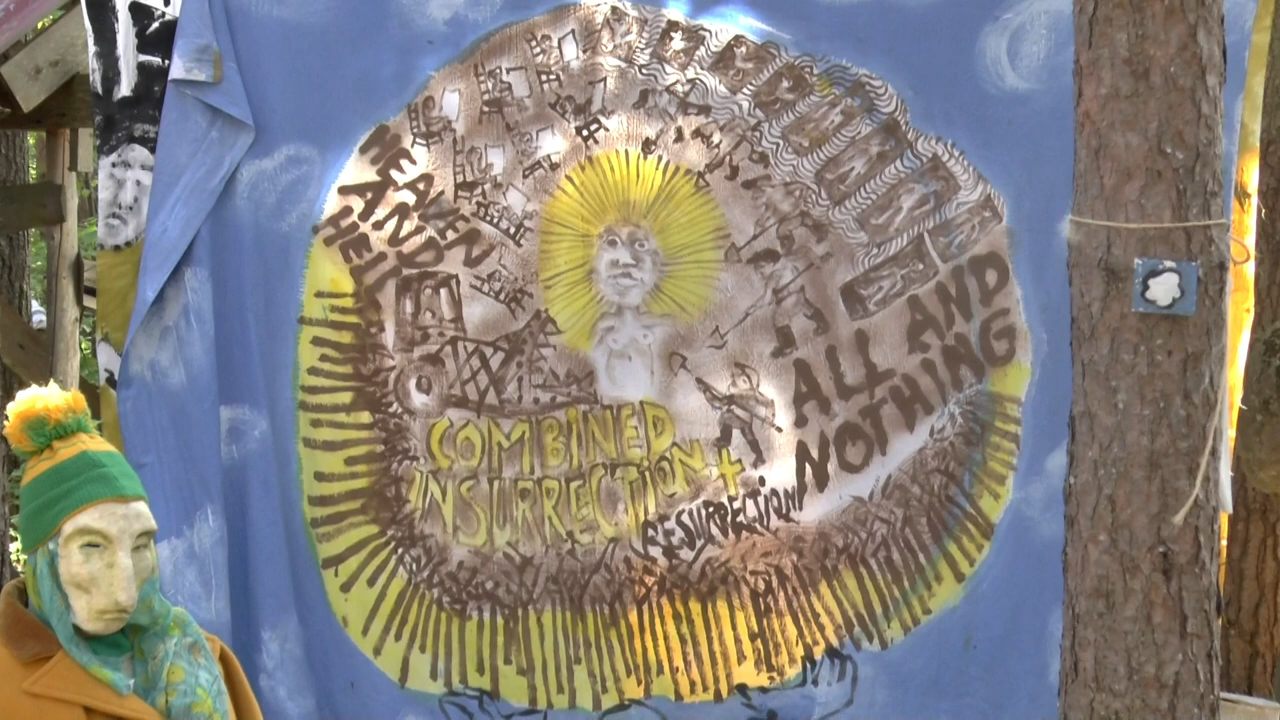 HEAVEN
AND
HELL
ALL AND
NOTHING
COMBINED
INSURRECTION +
RESURRECTION